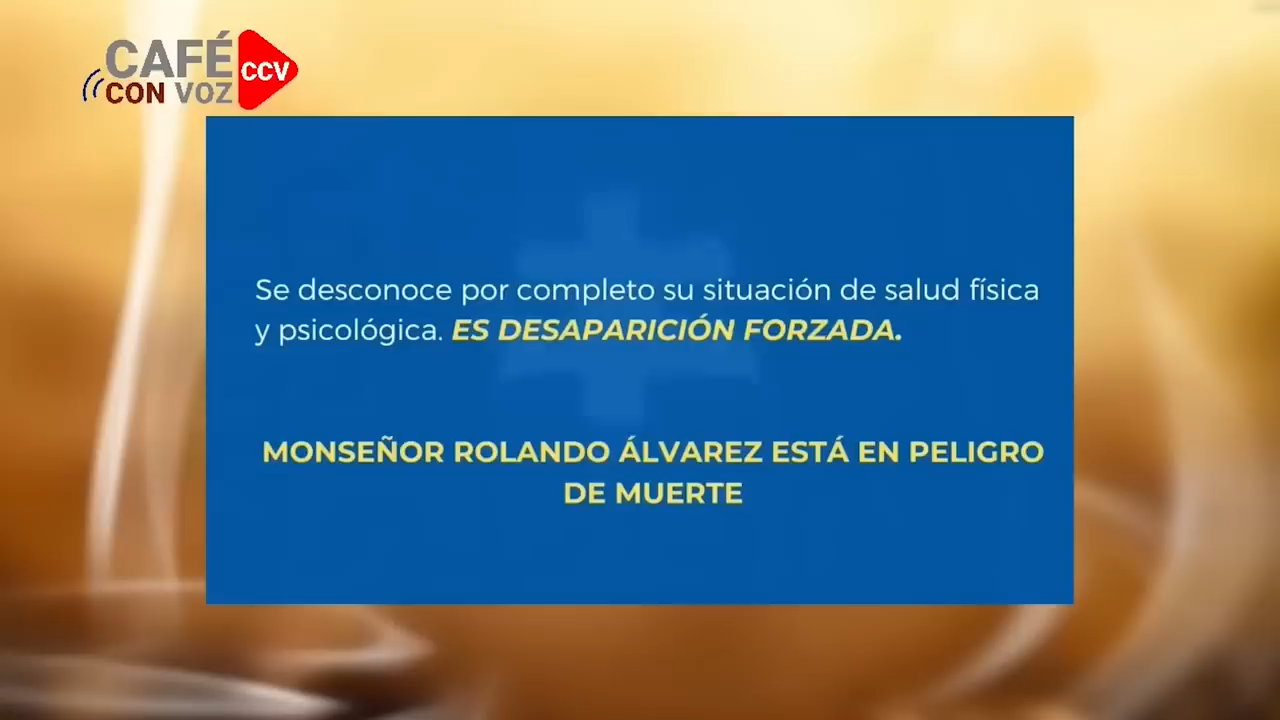 CAFÉ
CON VOZ
CCV
Se desconoce por completo su situación de salud física
y psicológica. ES DESAPARICIÓN FORZADA.
MONSEÑOR ROLANDO ÁLVAREZ ESTÁ EN PELIGRO
DE MUERTE